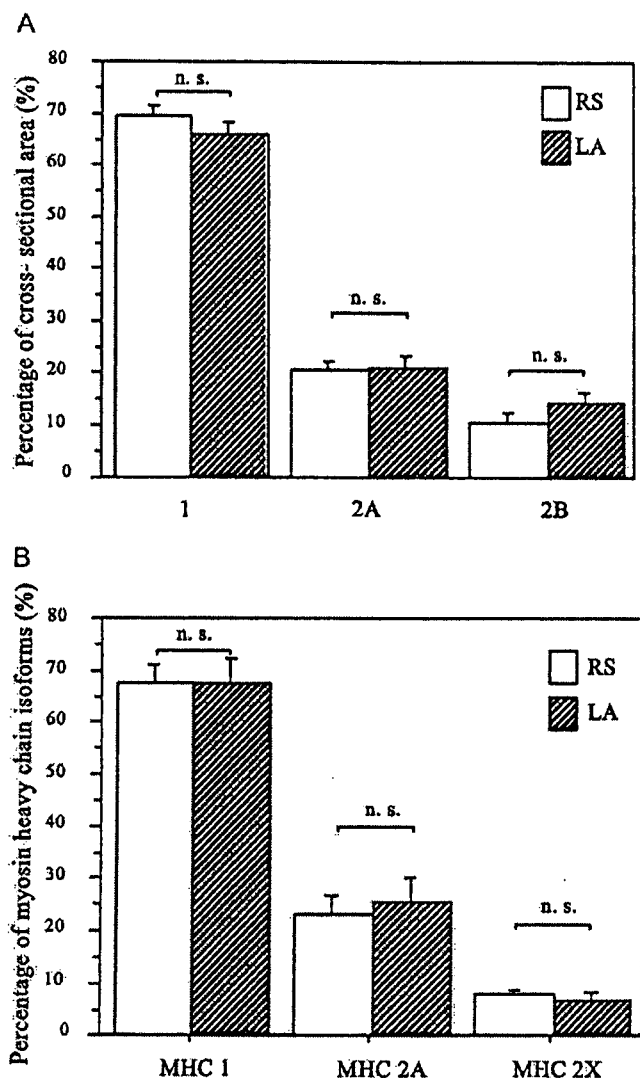 A
Percentage of cross- sectional area (%)
80
70
60
50
40
30
20
10
0
n. s.
n. s.
n. s.
RS
LA
1
2A
2B
B
Percentage of myosin heavy chain isoforms (%)
80
70
60
50
40
30
20
10
0
n. s.
n. s.
n. s.
RS
LA
MHC 1
MHC 2A
MHC 2X